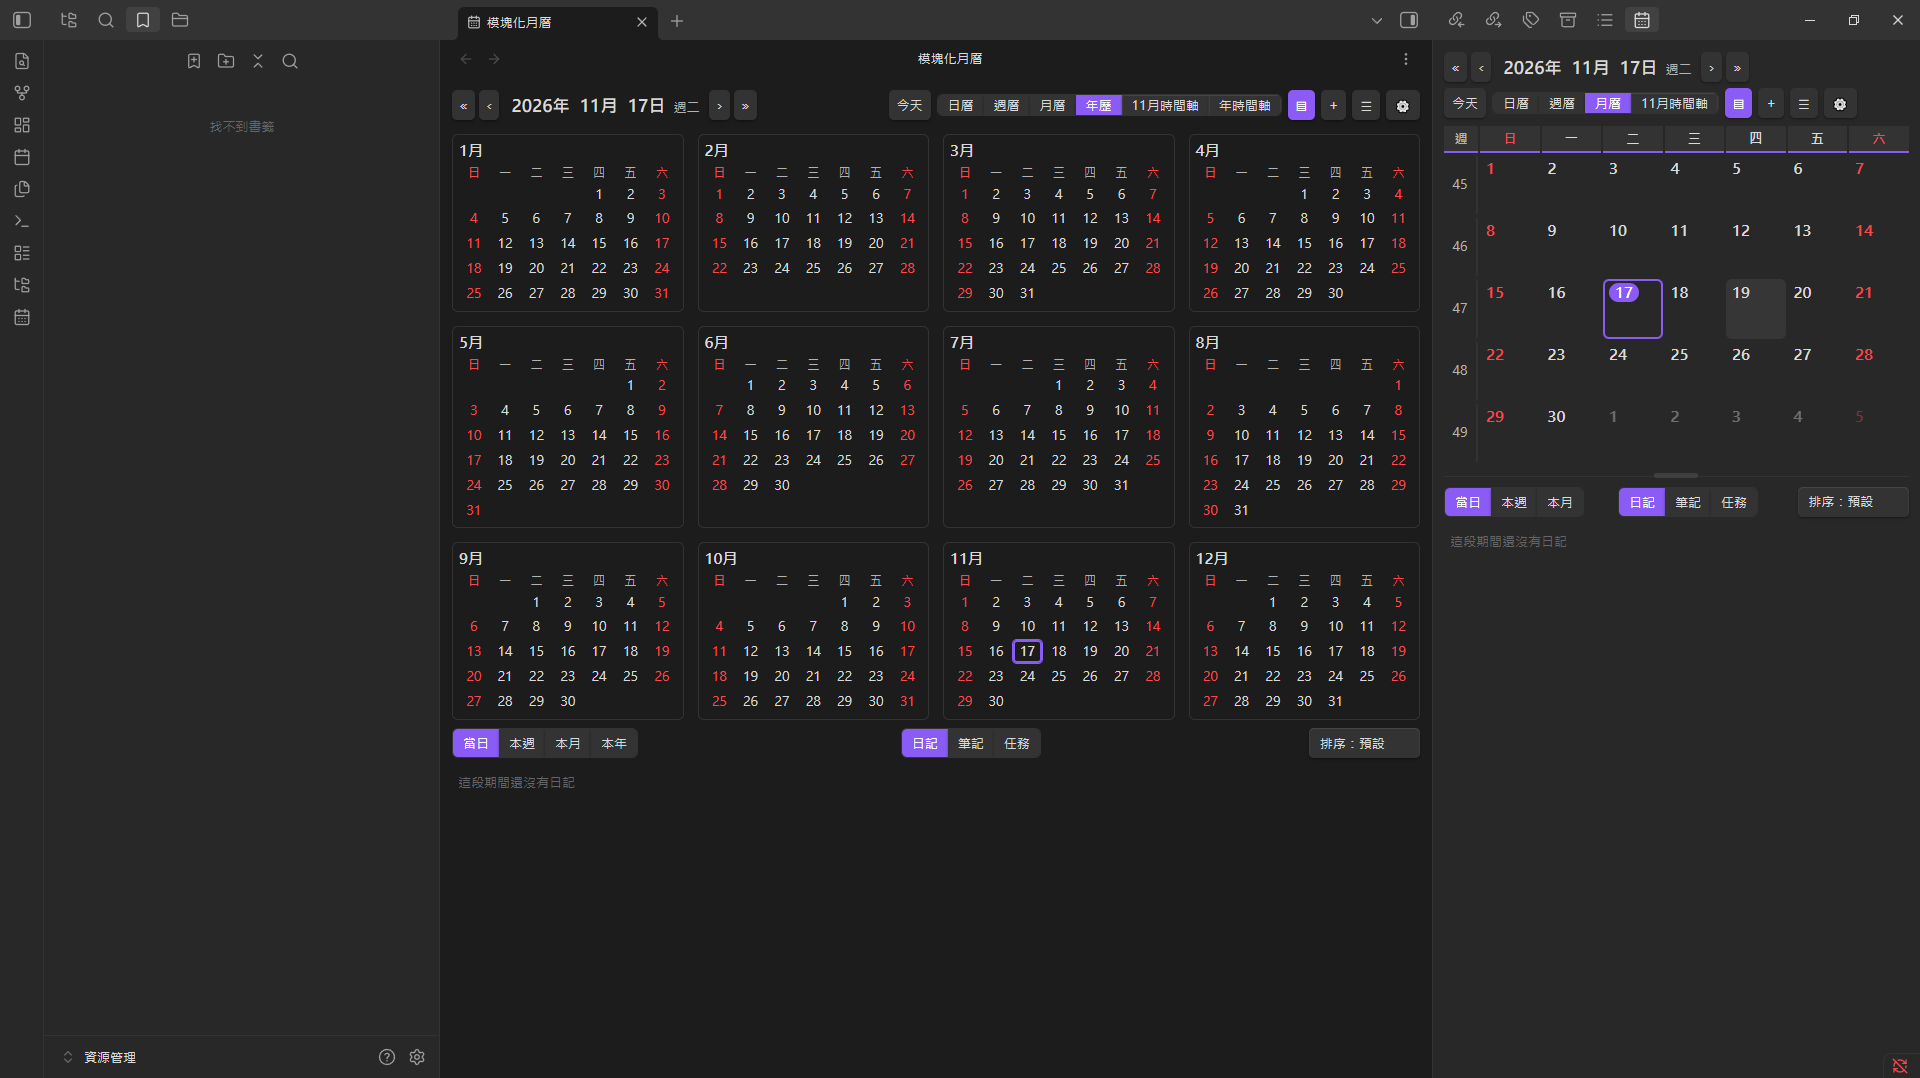 模塊化月曆
模塊化月曆
找不到書籤
資源管理
« ‹ 2026年 11月 17日 週二 › »
今天 日曆 週曆 月曆 年歷 11月時間軸 年時間軸 +
1月
日 一 二 三 四 五 六
1 2 3
4 5 6 7 8 9 10
11 12 13 14 15 16 17
18 19 20 21 22 23 24
25 26 27 28 29 30 31
2月
日 一 二 三 四 五 六
1 2 3 4 5 6 7
8 9 10 11 12 13 14
15 16 17 18 19 20 21
22 23 24 25 26 27 28
3月
日 一 二 三 四 五 六
1 2 3 4 5 6 7
8 9 10 11 12 13 14
15 16 17 18 19 20 21
22 23 24 25 26 27 28
29 30 31
4月
日 一 二 三 四 五 六
1 2 3 4
5 6 7 8 9 10 11
12 13 14 15 16 17 18
19 20 21 22 23 24 25
26 27 28 29 30
5月
日 一 二 三 四 五 六
1 2
3 4 5 6 7 8 9
10 11 12 13 14 15 16
17 18 19 20 21 22 23
24 25 26 27 28 29 30
31
6月
日 一 二 三 四 五 六
1 2 3 4 5 6
7 8 9 10 11 12 13
14 15 16 17 18 19 20
21 22 23 24 25 26 27
28 29 30
7月
日 一 二 三 四 五 六
1 2 3 4
5 6 7 8 9 10 11
12 13 14 15 16 17 18
19 20 21 22 23 24 25
26 27 28 29 30 31
8月
日 一 二 三 四 五 六
1
2 3 4 5 6 7 8
9 10 11 12 13 14 15
16 17 18 19 20 21 22
23 24 25 26 27 28 29
30 31
9月
日 一 二 三 四 五 六
1 2 3 4 5
6 7 8 9 10 11 12
13 14 15 16 17 18 19
20 21 22 23 24 25 26
27 28 29 30
10月
日 一 二 三 四 五 六
1 2 3
4 5 6 7 8 9 10
11 12 13 14 15 16 17
18 19 20 21 22 23 24
25 26 27 28 29 30 31
11月
日 一 二 三 四 五 六
1 2 3 4 5 6 7
8 9 10 11 12 13 14
15 16 17 18 19 20 21
22 23 24 25 26 27 28
29 30
12月
日 一 二 三 四 五 六
1 2 3 4 5
6 7 8 9 10 11 12
13 14 15 16 17 18 19
20 21 22 23 24 25 26
27 28 29 30 31
當日 本週 本月 本年 日記 筆記 任務 排序：預設
這段期間還沒有日記
« ‹ 2026年 11月 17日 週二 › »
今天 日曆 週曆 月曆 11月時間軸 +
週 日 一 二 三 四 五 六
45 1 2 3 4 5 6 7
46 8 9 10 11 12 13 14
47 15 16 17 18 19 20 21
48 22 23 24 25 26 27 28
49 29 30 1 2 3 4 5
當日 本週 本月 日記 筆記 任務 排序：預設
這段期間還沒有日記